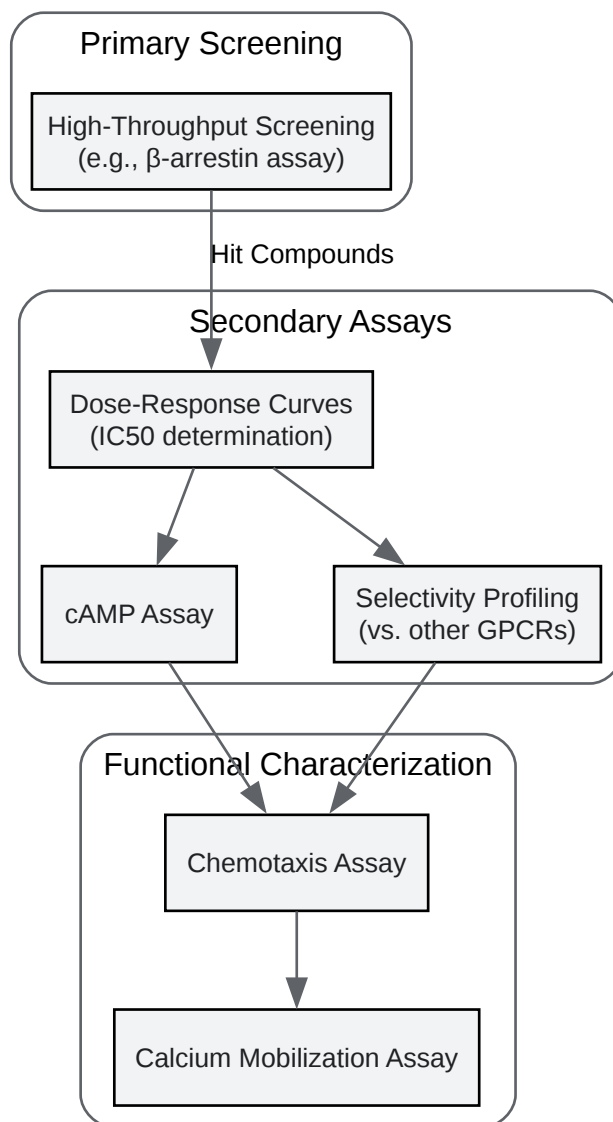 Primary Screening
High-Throughput Screening
(e.g., β-arrestin assay)
Hit Compounds
Secondary Assays
Dose-Response Curves
(IC50 determination)
cAMP Assay
Selectivity Profiling
(vs. other GPCRs)
Functional Characterization
Chemotaxis Assay
Calcium Mobilization Assay